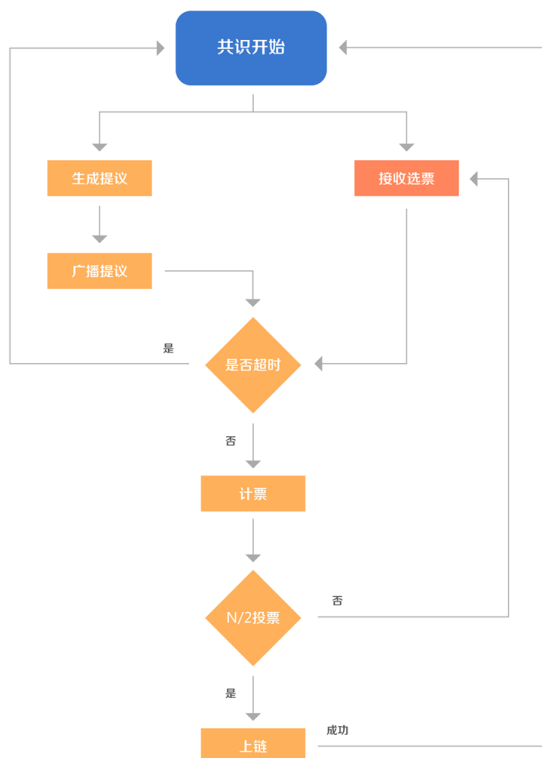 共识开始
生成提议
接收选票
广播提议
是
是否超时
否
计票
否
N/2投票
是
成功
上链